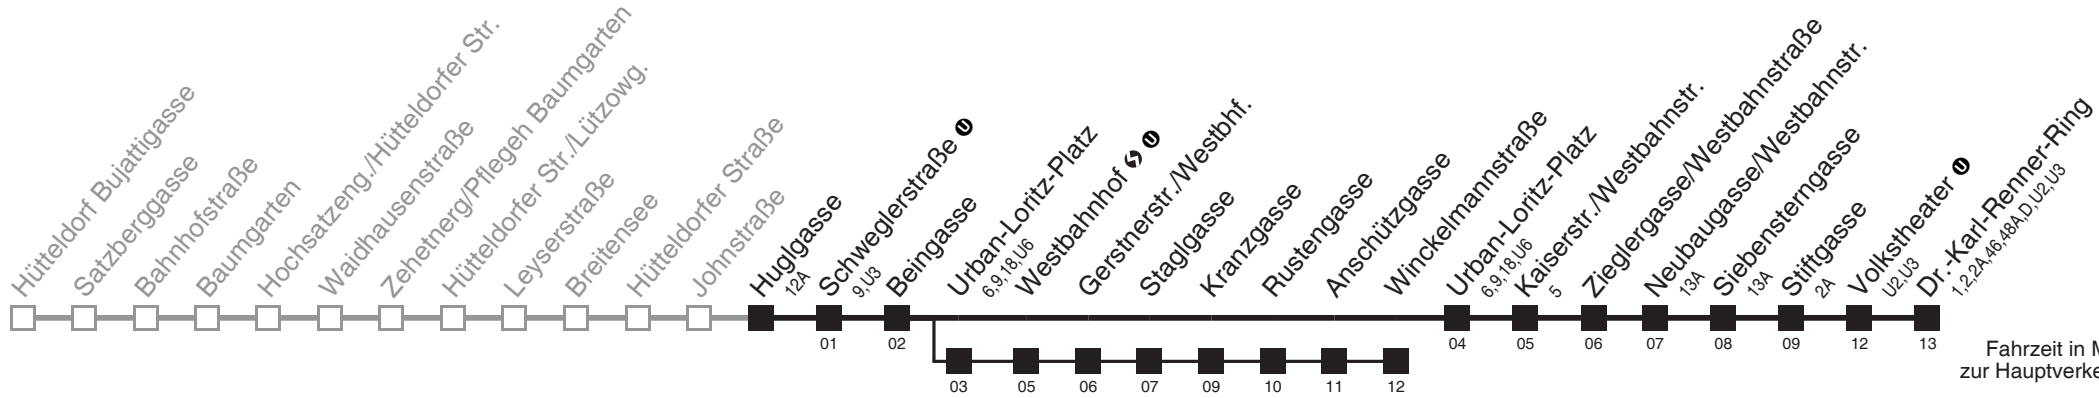 Hütteldorf Bujattigasse
Satzberggasse
Bahnhofstraße
Baumgarten
Hochsatzeng./Hütteldorfer Str.
Waidhausenstraße
Zehetnerg/Pflegeh Baumgarten
Hütteldorfer Str./Lützowg.
Leyserstraße
Breitensee
Hütteldorfer Straße
Johnstraße
Huglgasse
12A
Schweglerstraße U
9,U3
Beingasse
Urban-Loritz-Platz
6,9,18,U6
Westbahnhof U
Gerstnerstr./Westbhf.
Staglgasse
Kranzgasse
Rustengasse
Anschützgasse
Winckelmannstraße
Urban-Loritz-Platz
6,9,18,U6
Kaiserstr./Westbahnstr.
5
Zieglergasse/Westbahnstraße
Neubaugasse/Westbahnstr.
13A
Siebensterngasse
13A
Stiftgasse
2A
Volkstheater U
U2,U3
Dr.-Karl-Renner-Ring
1,2,2A,46,48A,D,U2,U3
01 02 04 05 06 07 08 09 12 13
03 05 06 07 09 10 11 12
Fahrzeit in M
zur Hauptverke